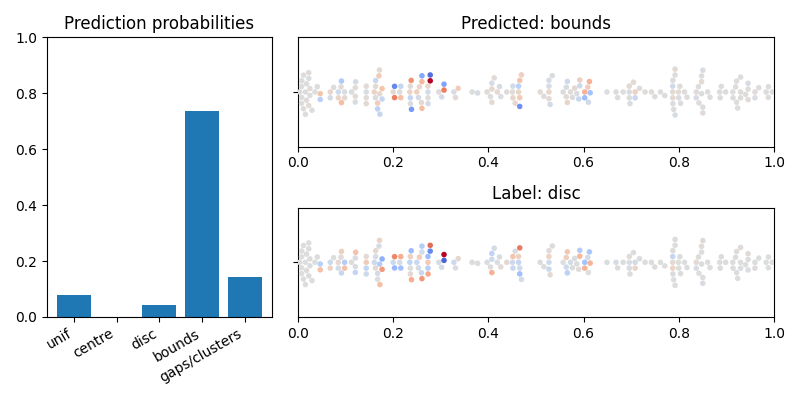 Prediction probabilities
1.0
0.8
0.6
0.4
0.2
0.0
unif
centre
disc
bounds
gaps/clusters
Predicted: bounds
0.0 0.2 0.4 0.6 0.8 1.0
Label: disc
0.0 0.2 0.4 0.6 0.8 1.0